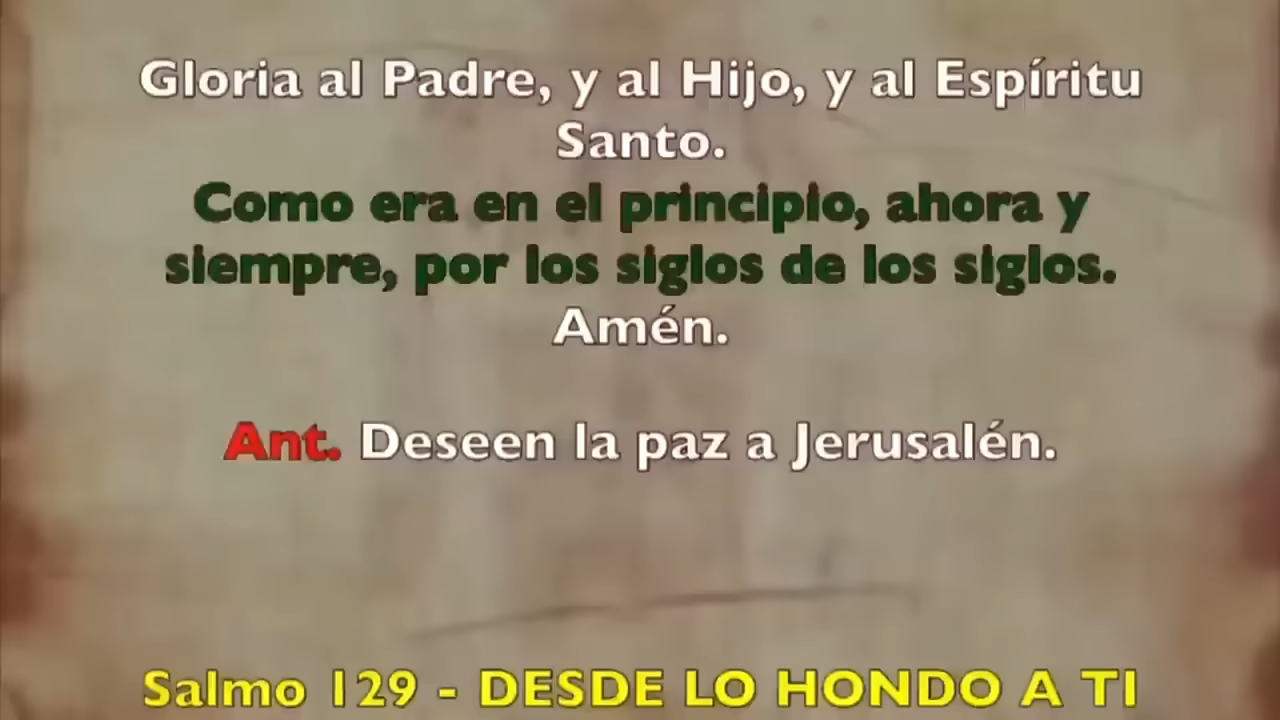 Gloria al Padre, y al Hijo, y al Espíritu
Santo.
Como era en el principio, ahora y
siempre, por los siglos de los siglos.
Amén.
Ant. Deseen la paz a Jerusalén.
Salmo 129 - DESDE LO HONDO A TI